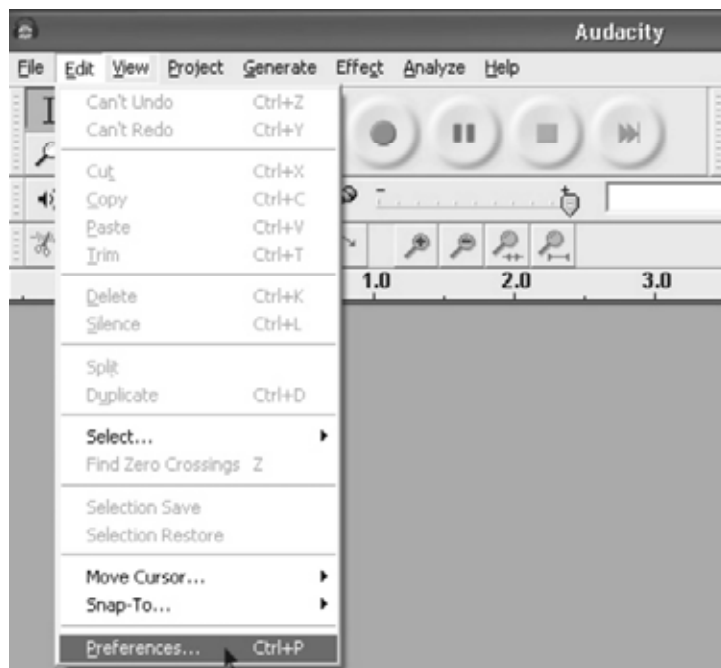 Audacity
File Edit View Project Generate Effect Analyze Help
Can't Undo Ctrl+Z
Can't Redo Ctrl+Y
Cut Ctrl+X
Copy Ctrl+C
Paste Ctrl+V
Trim Ctrl+T
Delete Ctrl+K
Silence Ctrl+L
Split
Duplicate Ctrl+D
Select...
Find Zero Crossings Z
Selection Save
Selection Restore
Move Cursor...
Snap-To...
Preferences... Ctrl+P
1.0 2.0 3.0